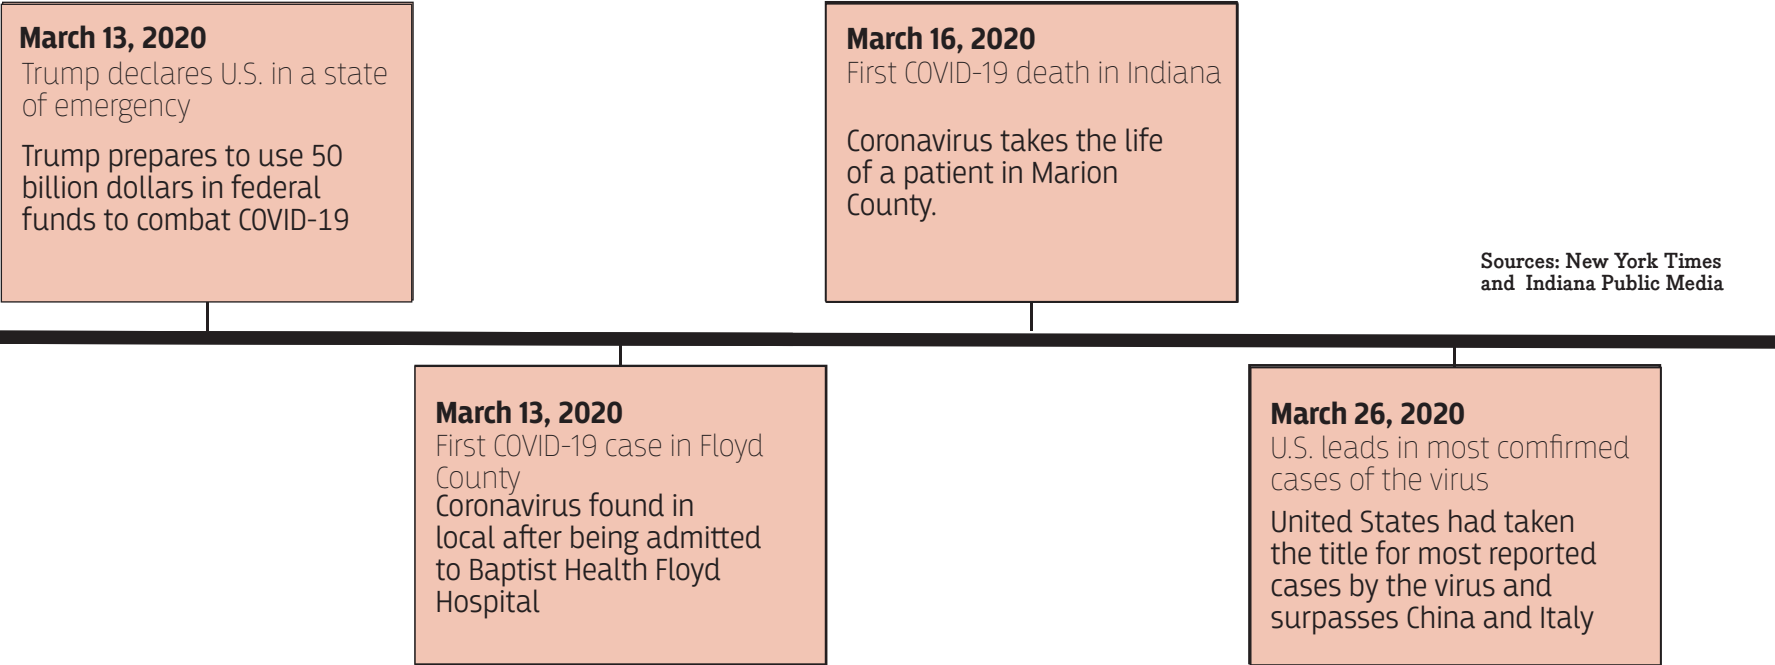 March 13, 2020
Trump declares U.S. in a state
of emergency
Trump prepares to use 50
billion dollars in federal
funds to combat COVID-19
March 13, 2020
First COVID-19 case in Floyd
County
Coronavirus found in
local after being admitted
to Baptist Health Floyd
Hospital
March 16, 2020
First COVID-19 death in Indiana
Coronavirus takes the life
of a patient in Marion
County.
March 26, 2020
U.S. leads in most comfirmed
cases of the virus
United States had taken
the title for most reported
cases by the virus and
surpasses China and Italy
Sources: New York Times
and Indiana Public Media